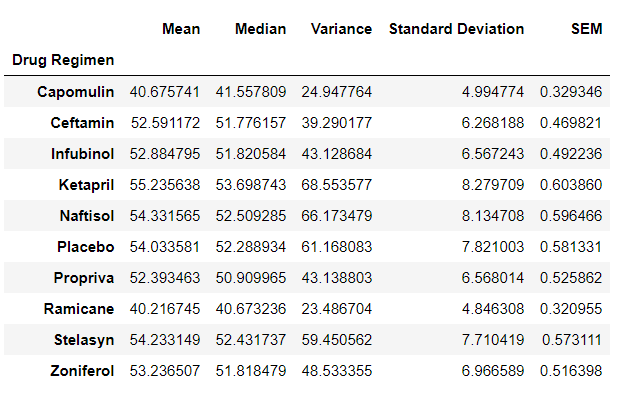 Mean Median Variance Standard Deviation SEM
Drug Regimen
Capomulin 40.675741 41.557809 24.947764 4.994774 0.329346
Ceftamin 52.591172 51.776157 39.290177 6.268188 0.469821
Infubinol 52.884795 51.820584 43.128684 6.567243 0.492236
Ketapril 55.235638 53.698743 68.553577 8.279709 0.603860
Naftisol 54.331565 52.509285 66.173479 8.134708 0.596466
Placebo 54.033581 52.288934 61.168083 7.821003 0.581331
Propriva 52.393463 50.909965 43.138803 6.568014 0.525862
Ramicane 40.216745 40.673236 23.486704 4.846308 0.320955
Stelasyn 54.233149 52.431737 59.450562 7.710419 0.573111
Zoniferol 53.236507 51.818479 48.533355 6.966589 0.516398